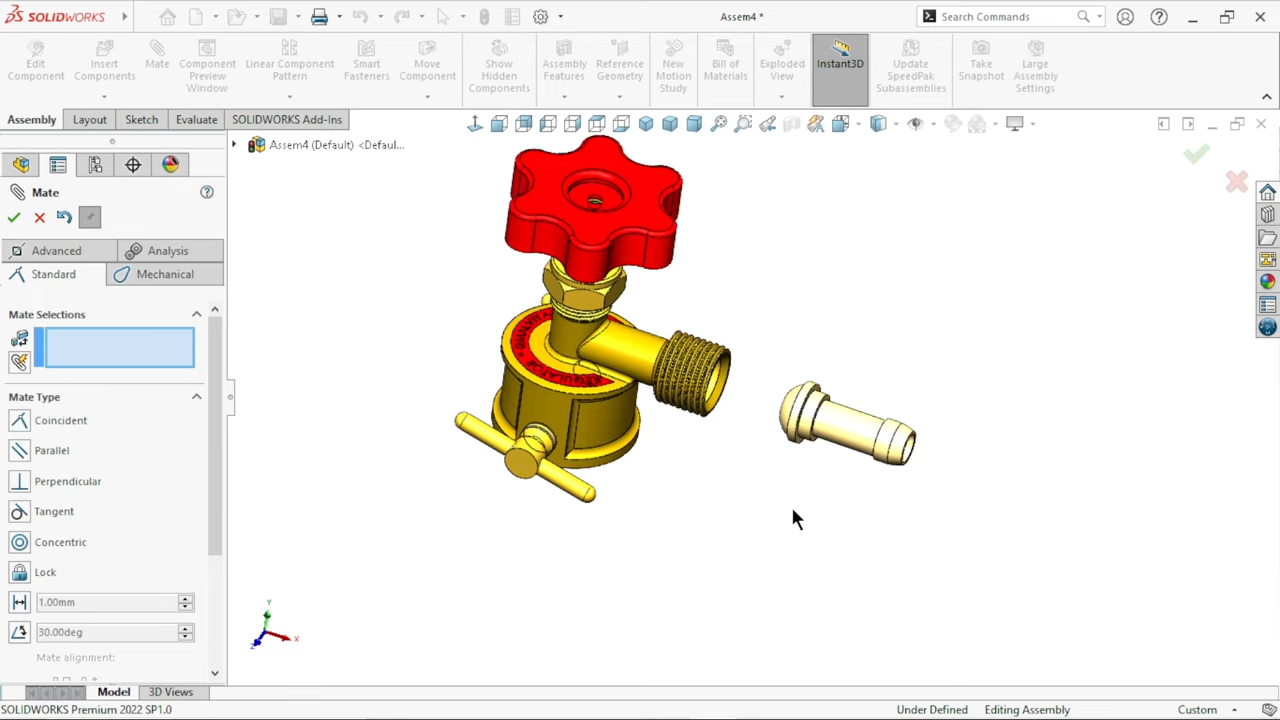 SOLIDWORKS
Assem4 *
Search Commands
Edit Component
Insert Components
Mate
Component Preview Window
Linear Component Pattern
Smart Fasteners
Move Component
Show Hidden Components
Assembly Features
Reference Geometry
New Motion Study
Bill of Materials
Exploded View
Instant3D
Update SpeedPak Subassemblies
Take Snapshot
Large Assembly Settings
Assembly
Layout
Sketch
Evaluate
SOLIDWORKS Add-Ins
Assem4 (Default) <Defaul...
Mate
Advanced
Analysis
Standard
Mechanical
Mate Selections
Mate Type
Coincident
Parallel
Perpendicular
Tangent
Concentric
Lock
1.00mm
30.00deg
Mate alignment:
REGULATOR
Y
X
Z
Model
3D Views
SOLIDWORKS Premium 2022 SP1.0
Under Defined
Editing Assembly
Custom